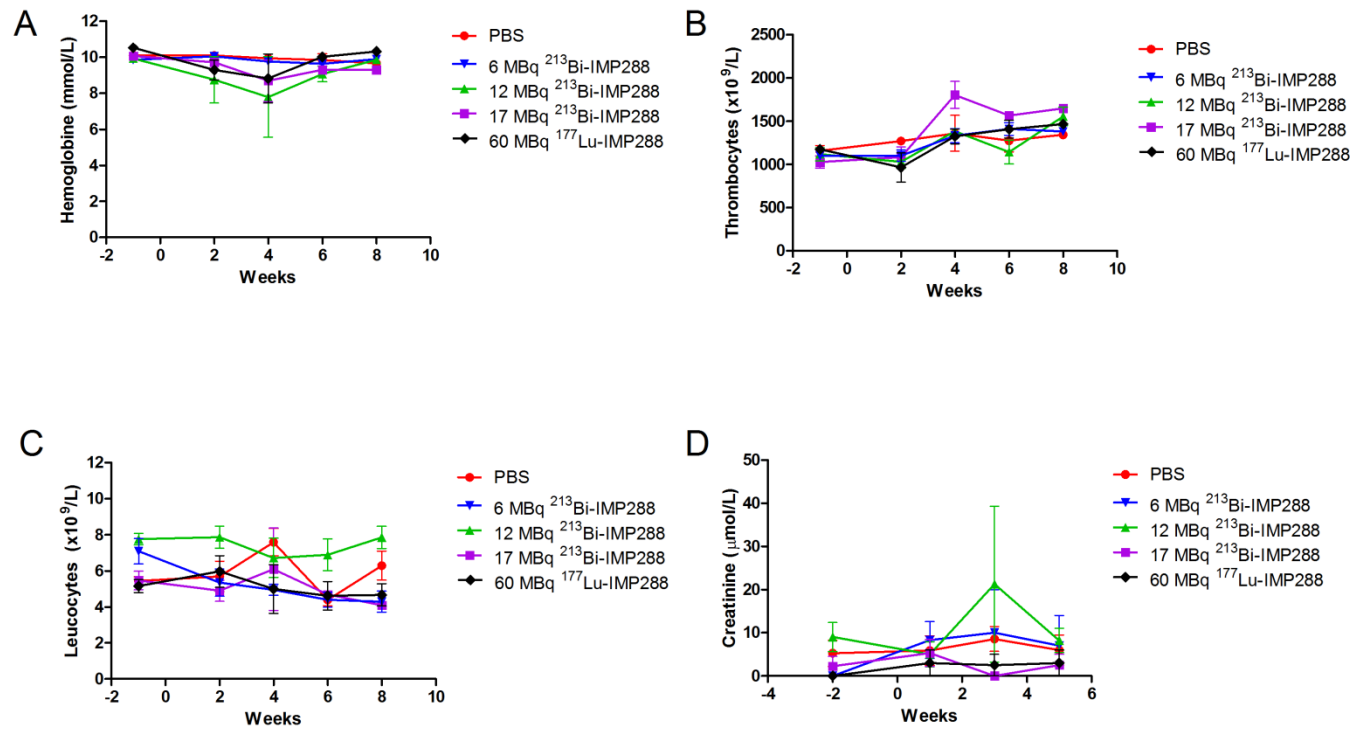 A
Hemoglobine (mmol/L)
12
10
8
6
4
2
0
-2 0 2 4 6 8 10
Weeks
PBS
6 MBq ²¹³Bi-IMP288
12 MBq ²¹³Bi-IMP288
17 MBq ²¹³Bi-IMP288
60 MBq ¹⁷⁷Lu-IMP288
B
Thrombocytes (x10⁹/L)
2500
2000
1500
1000
500
0
-2 0 2 4 6 8 10
Weeks
PBS
6 MBq ²¹³Bi-IMP288
12 MBq ²¹³Bi-IMP288
17 MBq ²¹³Bi-IMP288
60 MBq ¹⁷⁷Lu-IMP288
C
Leucocytes (x10⁹/L)
12
10
8
6
4
2
0
-2 0 2 4 6 8 10
Weeks
PBS
6 MBq ²¹³Bi-IMP288
12 MBq ²¹³Bi-IMP288
17 MBq ²¹³Bi-IMP288
60 MBq ¹⁷⁷Lu-IMP288
D
Creatinine (μmol/L)
50
40
30
20
10
0
-4 -2 0 2 4 6
Weeks
PBS
6 MBq ²¹³Bi-IMP288
12 MBq ²¹³Bi-IMP288
17 MBq ²¹³Bi-IMP288
60 MBq ¹⁷⁷Lu-IMP288